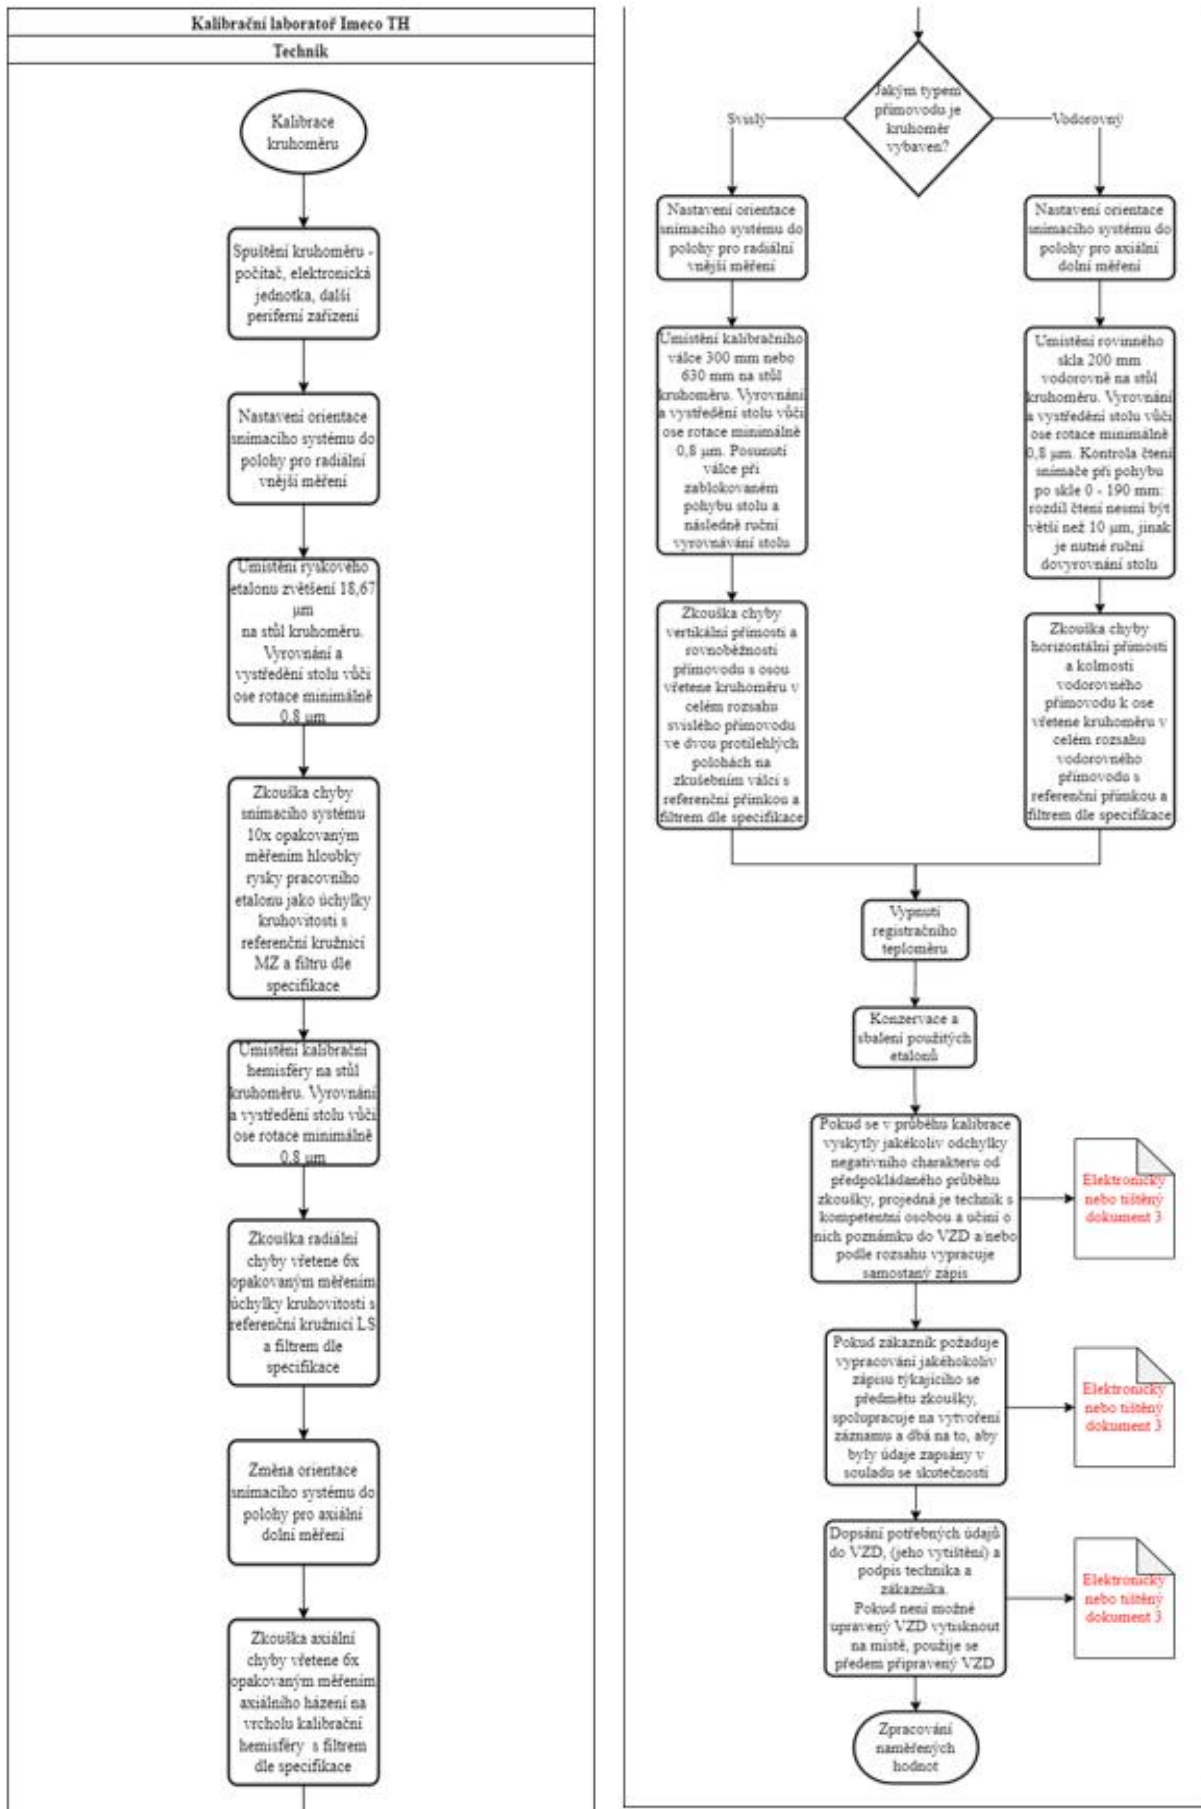 Kalibrační laboratoř Imeco TH
Technik
Kalibrace
kruhoměru
Spuštění kruhoměru -
počítač, elektronická
jednotka, další
periferní zařízení
Nastavení orientace
snímacího systému do
polohy pro radiální
vnější měření
Umístění ryskového
etalonu zvětšení 18,67
µm
na stůl kruhoměru.
Vyrovnání a
vystředění stolu vůči
ose rotace minimálně
0,8 µm
Zkouška chyby
snímacího systému
10x opakovaným
měřením hloubky
rysky pracovního
etalonu jako úchylky
kruhovitosti s
referenční kružnicí
MZ a filtru dle
specifikace
Umístění kalibrační
hemisféry na stůl
kruhoměru. Vyrovnání
a vystředění stolu vůči
ose rotace minimálně
0,8 µm
Zkouška radiální
chyby vřetene 6x
opakovaným měřením
úchylky kruhovitosti s
referenční kružnicí LS
a filtrem dle
specifikace
Změna orientace
snímacího systému do
polohy pro axiální
dolní měření
Zkouška axiální
chyby vřetene 6x
opakovaným měřením
axiálního házení na
vrcholu kalibrační
hemisféry s filtrem
dle specifikace
Jakým typem
přímovodu je
kruhoměr
vybaven?
Svislý
Vodorovný
Nastavení orientace
snímacího systému do
polohy pro radiální
vnější měření
Umístění kalibračního
válce 300 mm nebo
630 mm na stůl
kruhoměru. Vyrovnání
a vystředění stolu vůči
ose rotace minimálně
0,8 µm. Posunutí
válce při
zablokovaném
pohybu stolu a
následně ruční
vyrovnávání stolu
Zkouška chyby
vertikální přímosti a
rovnoběžnosti
přímovodu s osou
vřetene kruhoměru v
celém rozsahu
svislého přímovodu
ve dvou protilehlých
polohách na
zkušebním válci s
referenční přímkou a
filtrem dle specifikace
Nastavení orientace
snímacího systému do
polohy pro axiální
dolní měření
Umístění rovinného
skla 200 mm
vodorovně na stůl
kruhoměru. Vyrovnání
a vystředění stolu vůči
ose rotace minimálně
0,8 µm. Kontrola čtení
snímače při pohybu
po skle 0 - 190 mm:
rozdíl čtení nesmí být
větší než 10 µm, jinak
je nutné ruční
dovyrovnání stolu
Zkouška chyby
horizontální přímosti
a kolmosti
vodorovného
přímovodu k ose
vřetene kruhoměru v
celém rozsahu
vodorovného
přímovodu s
referenční přímkou a
filtrem dle specifikace
Vypnutí
registračního
teploměru
Konzervace a
sbalení použitých
etalonů
Pokud se v průběhu kalibrace
vyskytly jakékoliv odchylky
negativního charakteru od
předpokládaného průběhu
zkoušky, projedná je technik s
kompetentní osobou a učiní o
nich poznámku do VZD a/nebo
podle rozsahu vypracuje
samostaný zápis
Elektronický
nebo tištěný
dokument 3
Pokud zákazník požaduje
vypracování jakéhokoliv
zápisu týkajícího se
předmětu zkoušky,
spolupracuje na vytvoření
záznamu a dbá na to, aby
byly údaje zapsány v
souladu se skutečností
Elektronický
nebo tištěný
dokument 3
Dopsání potřebných údajů
do VZD, (jeho vytištění) a
podpis technika a
zákazníka.
Pokud není možné
upravený VZD vytisknout
na místě, použije se
předem připravený VZD
Elektronický
nebo tištěný
dokument 3
Zpracování
naměřených
hodnot